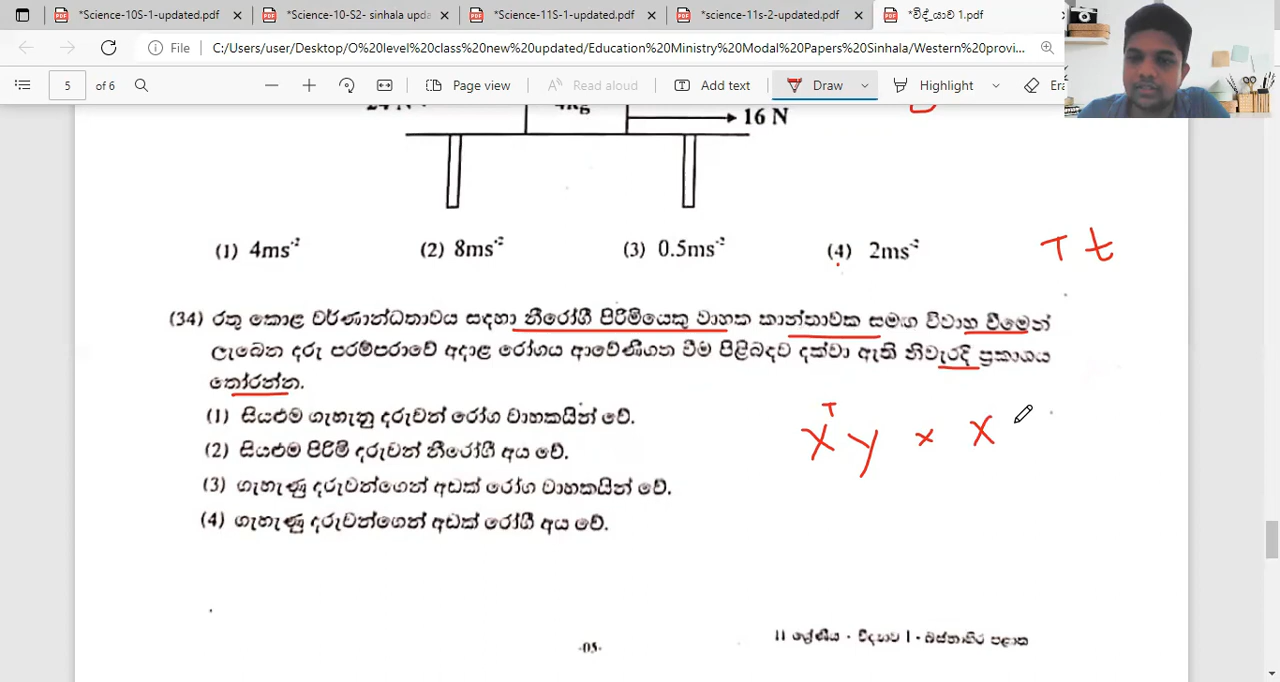 *Science-10S-1-updated.pdf
*Science-10-S2- sinhala upda
*Science-11S-1-updated.pdf
*science-11s-2-updated.pdf
*විද්‍යාව 1.pdf
File
C:/Users/user/Desktop/O%20level%20class%20new%20updated/Education%20Ministry%20Modal%20Papers%20Sinhala/Western%20provi...
5 of 6
Page view
Read aloud
Add text
Draw
Highlight
Era
24 N
4kg
16 N
(1) 4ms⁻² (2) 8ms⁻² (3) 0.5ms⁻² (4) 2ms⁻²
T t
(34) රතු කොළ වර්ණාන්ධතාවය සඳහා නීරෝගී පිරිමියෙකු වාහක කාන්තාවක සමඟ විවාහ වීමෙන්
ලැබෙන දරු පරම්පරාවේ අදාළ රෝගය ආවේණිගත වීම පිළිබඳව දක්වා ඇති නිවැරදි ප්‍රකාශය
තෝරන්න.
(1) සියළුම ගැහැනු දරුවන් රෝග වාහකයින් වේ.
(2) සියළුම පිරිමි දරුවන් නීරෝගී අය වේ.
(3) ගැහැණු දරුවන්ගෙන් අඩක් රෝග වාහකයින් වේ.
(4) ගැහැණු දරුවන්ගෙන් අඩක් රෝගී අය වේ.
Xᵀ y × X
-05-
11 ශ්‍රේණිය - විද්‍යාව I - බස්නාහිර පළාත